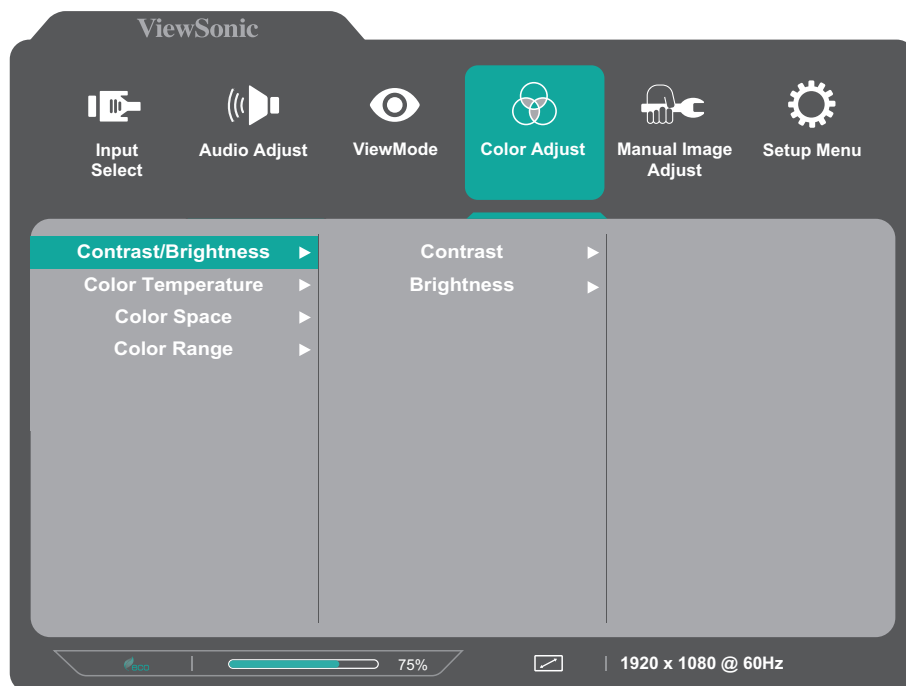 ViewSonic
Input
Select
Audio Adjust
ViewMode
Color Adjust
Manual Image
Adjust
Setup Menu
Contrast/Brightness
Color Temperature
Color Space
Color Range
Contrast
Brightness
eco
75%
1920 x 1080 @ 60Hz